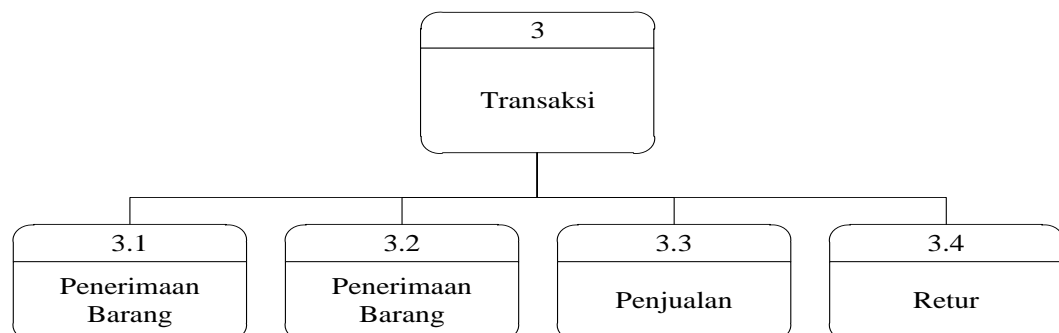 3
Transaksi
3.1
Penerimaan
Barang
3.2
Penerimaan
Barang
3.3
Penjualan
3.4
Retur